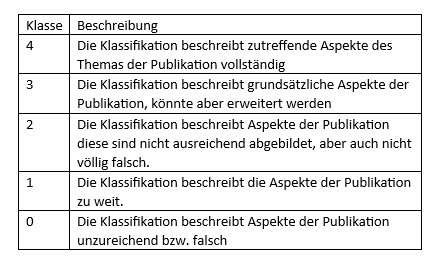 Klasse Beschreibung
4 Die Klassifikation beschreibt zutreffende Aspekte des
Themas der Publikation vollständig
3 Die Klassifikation beschreibt grundsätzliche Aspekte der
Publikation, könnte aber erweitert werden
2 Die Klassifikation beschreibt Aspekte der Publikation
diese sind nicht ausreichend abgebildet, aber auch nicht
völlig falsch.
1 Die Klassifikation beschreibt die Aspekte der Publikation
zu weit.
0 Die Klassifikation beschreibt Aspekte der Publikation
unzureichend bzw. falsch